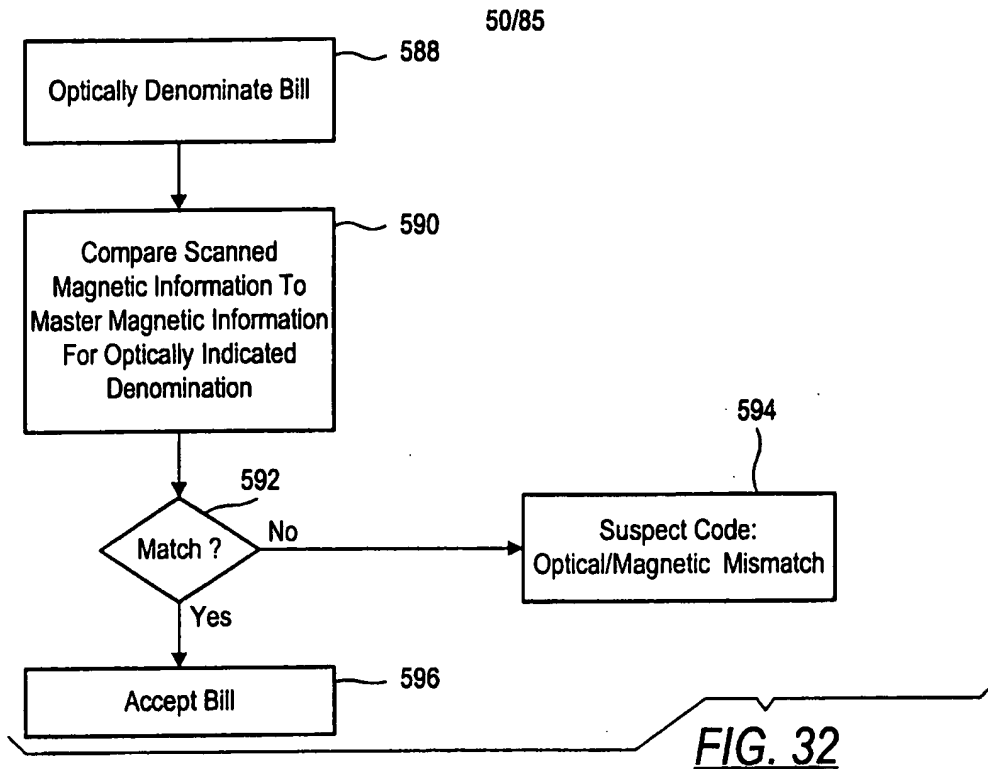 50/85
588
Optically Denominate Bill
590
Compare Scanned
Magnetic Information To
Master Magnetic Information
For Optically Indicated
Denomination
592
Match ?
No
Yes
594
Suspect Code:
Optical/Magnetic Mismatch
596
Accept Bill
FIG. 32